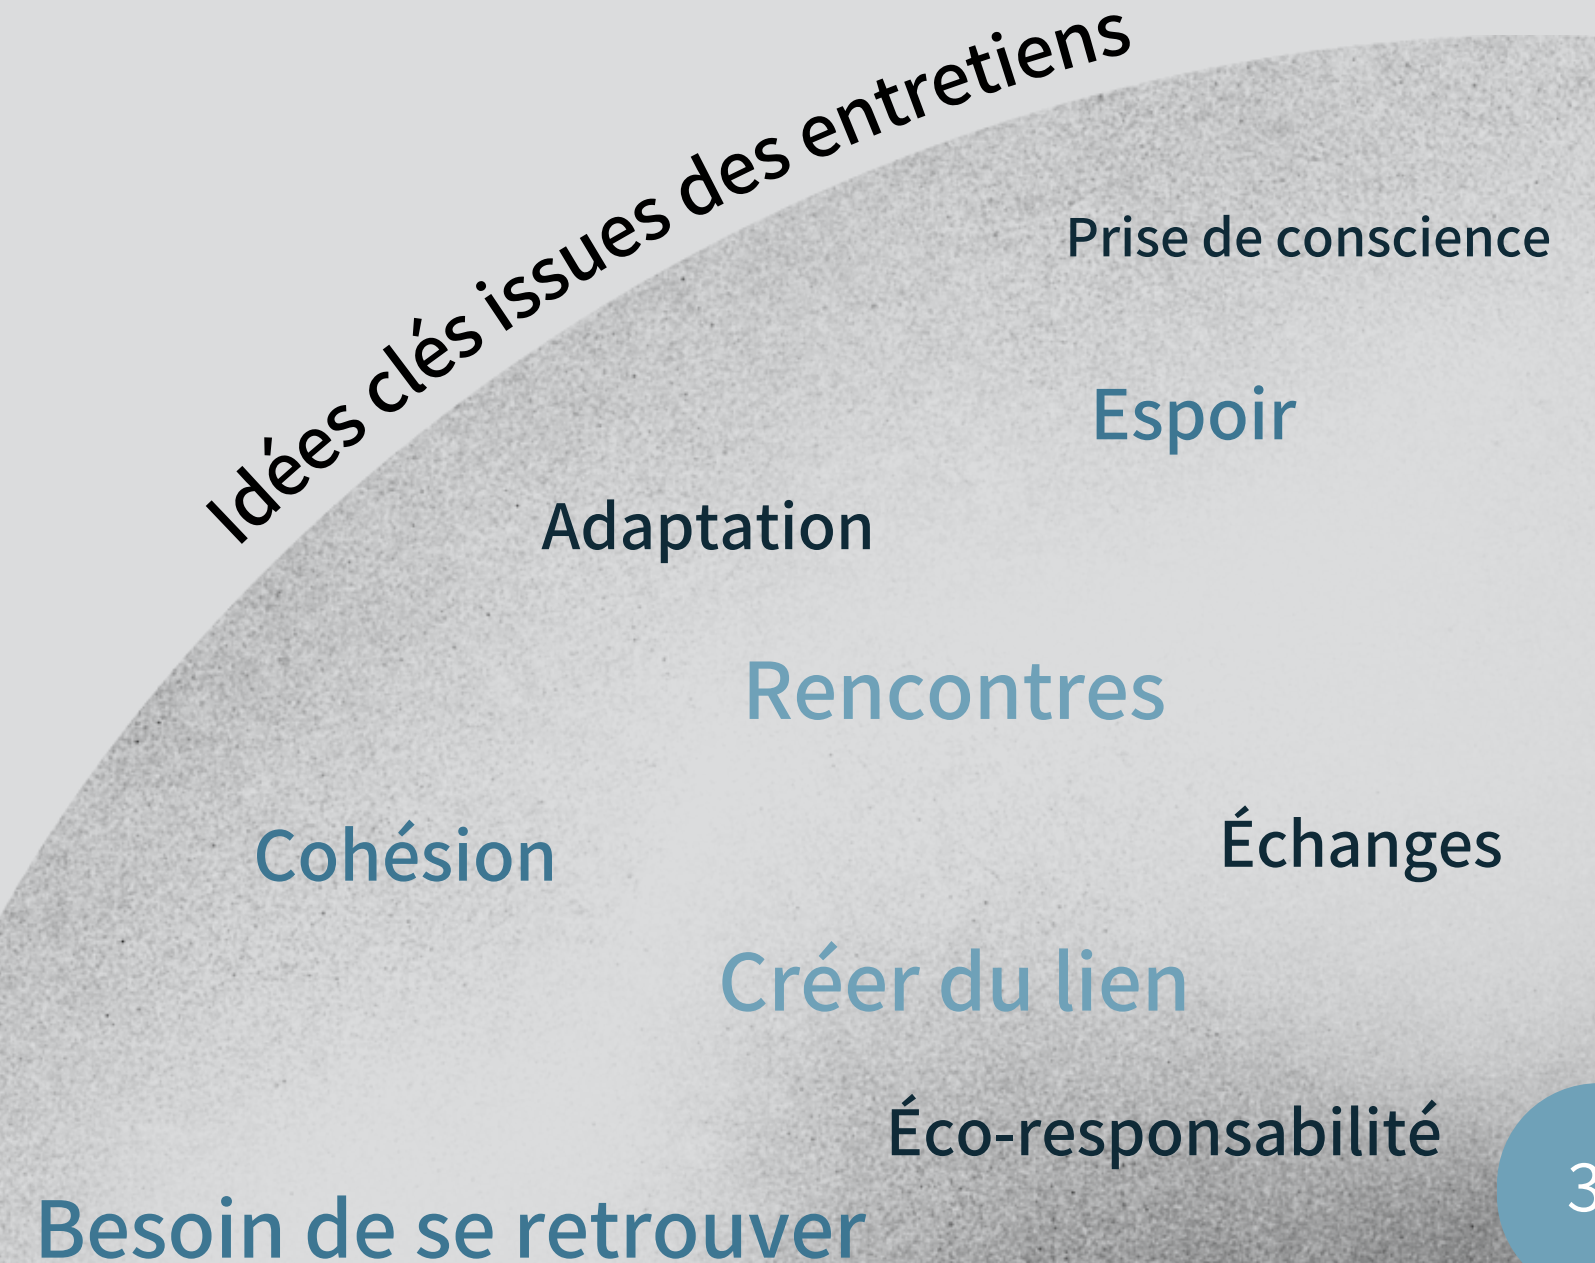 Idées clés issues des entretiens
Prise de conscience
Espoir
Adaptation
Rencontres
Cohésion
Échanges
Créer du lien
Éco-responsabilité
Besoin de se retrouver
3